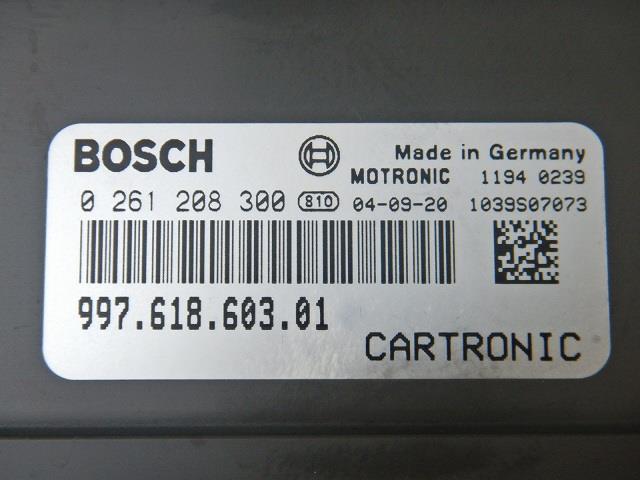 BOSCH Made in Germany
MOTRONIC 1194 0239
0 261 208 300 810 04-09-20 1039S07073
997.618.603.01
CARTRONIC